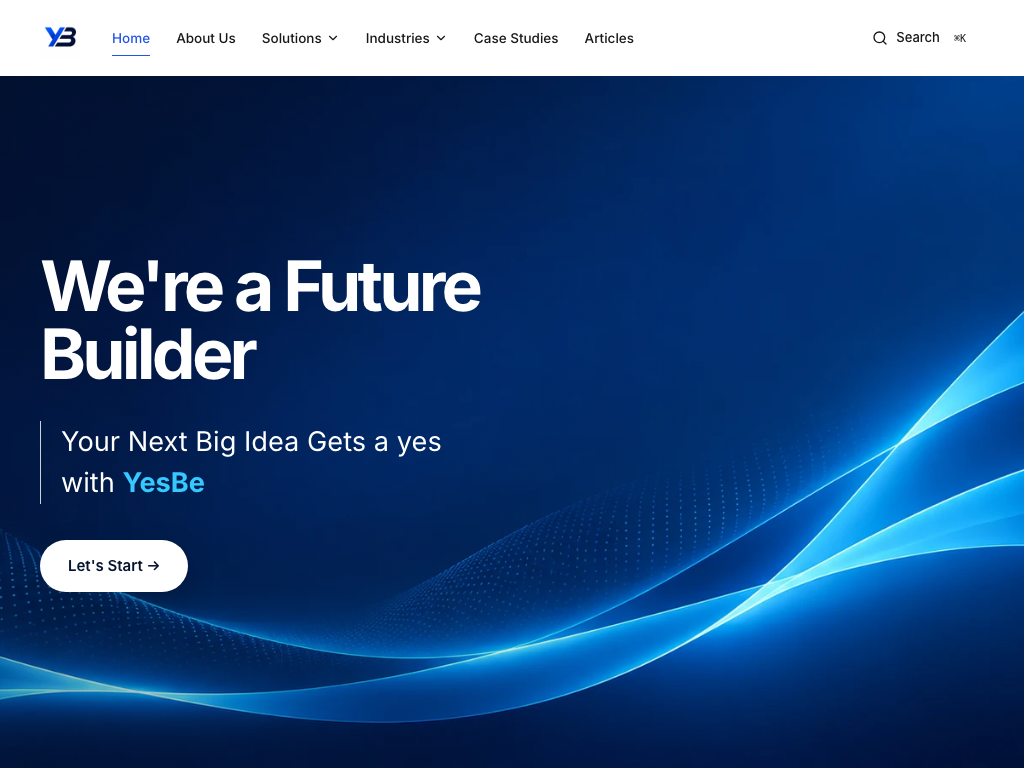 YB
Home
About Us
Solutions
Industries
Case Studies
Articles
Search ⌘K
We're a Future
Builder
Your Next Big Idea Gets a yes
with YesBe
Let's Start →